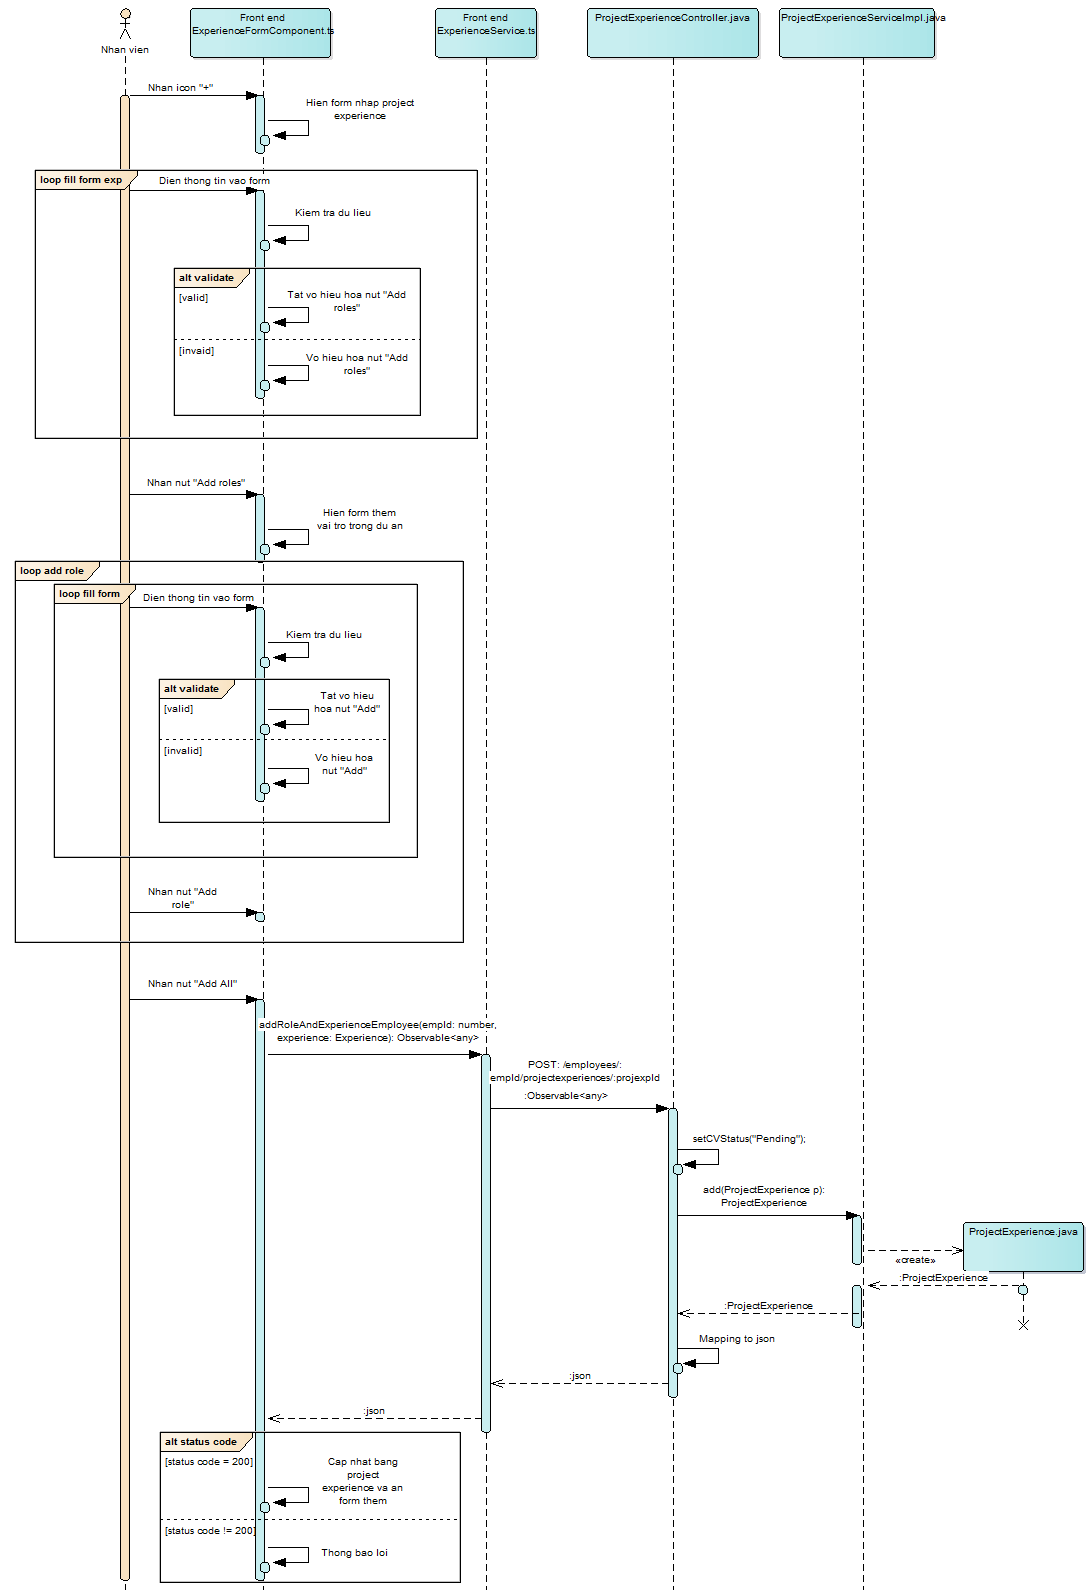 Nhan vien
Front end
ExperienceFormComponent.ts
Front end
ExperienceService.ts
ProjectExperienceController.java
ProjectExperienceServiceImpl.java
Nhan icon "+"
Hien form nhap project
experience
loop fill form exp
Dien thong tin vao form
Kiem tra du lieu
alt validate
[valid]
Tat vo hieu hoa nut "Add
roles"
[invaid]
Vo hieu hoa nut "Add
roles"
Nhan nut "Add roles"
Hien form them
vai tro trong du an
loop add role
loop fill form
Dien thong tin vao form
Kiem tra du lieu
alt validate
[valid]
Tat vo hieu
hoa nut "Add"
[invalid]
Vo hieu hoa
nut "Add"
Nhan nut "Add
role"
Nhan nut "Add All"
addRoleAndExperienceEmployee(empId: number,
experience: Experience): Observable<any>
POST: /employees/:
empId/projectexperiences/:projexpId
:Observable<any>
setCVStatus("Pending");
add(ProjectExperience p):
ProjectExperience
ProjectExperience.java
«create»
:ProjectExperience
:ProjectExperience
Mapping to json
:json
:json
alt status code
[status code = 200]
Cap nhat bang
project
experience va an
form them
[status code != 200]
Thong bao loi